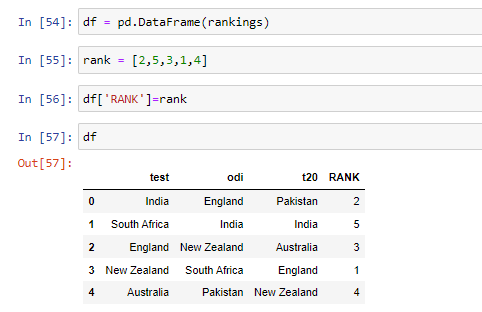 In [54]: df = pd.DataFrame(rankings)
In [55]: rank = [2,5,3,1,4]
In [56]: df['RANK']=rank
In [57]: df
Out[57]:
test odi t20 RANK
0 India England Pakistan 2
1 South Africa India India 5
2 England New Zealand Australia 3
3 New Zealand South Africa England 1
4 Australia Pakistan New Zealand 4